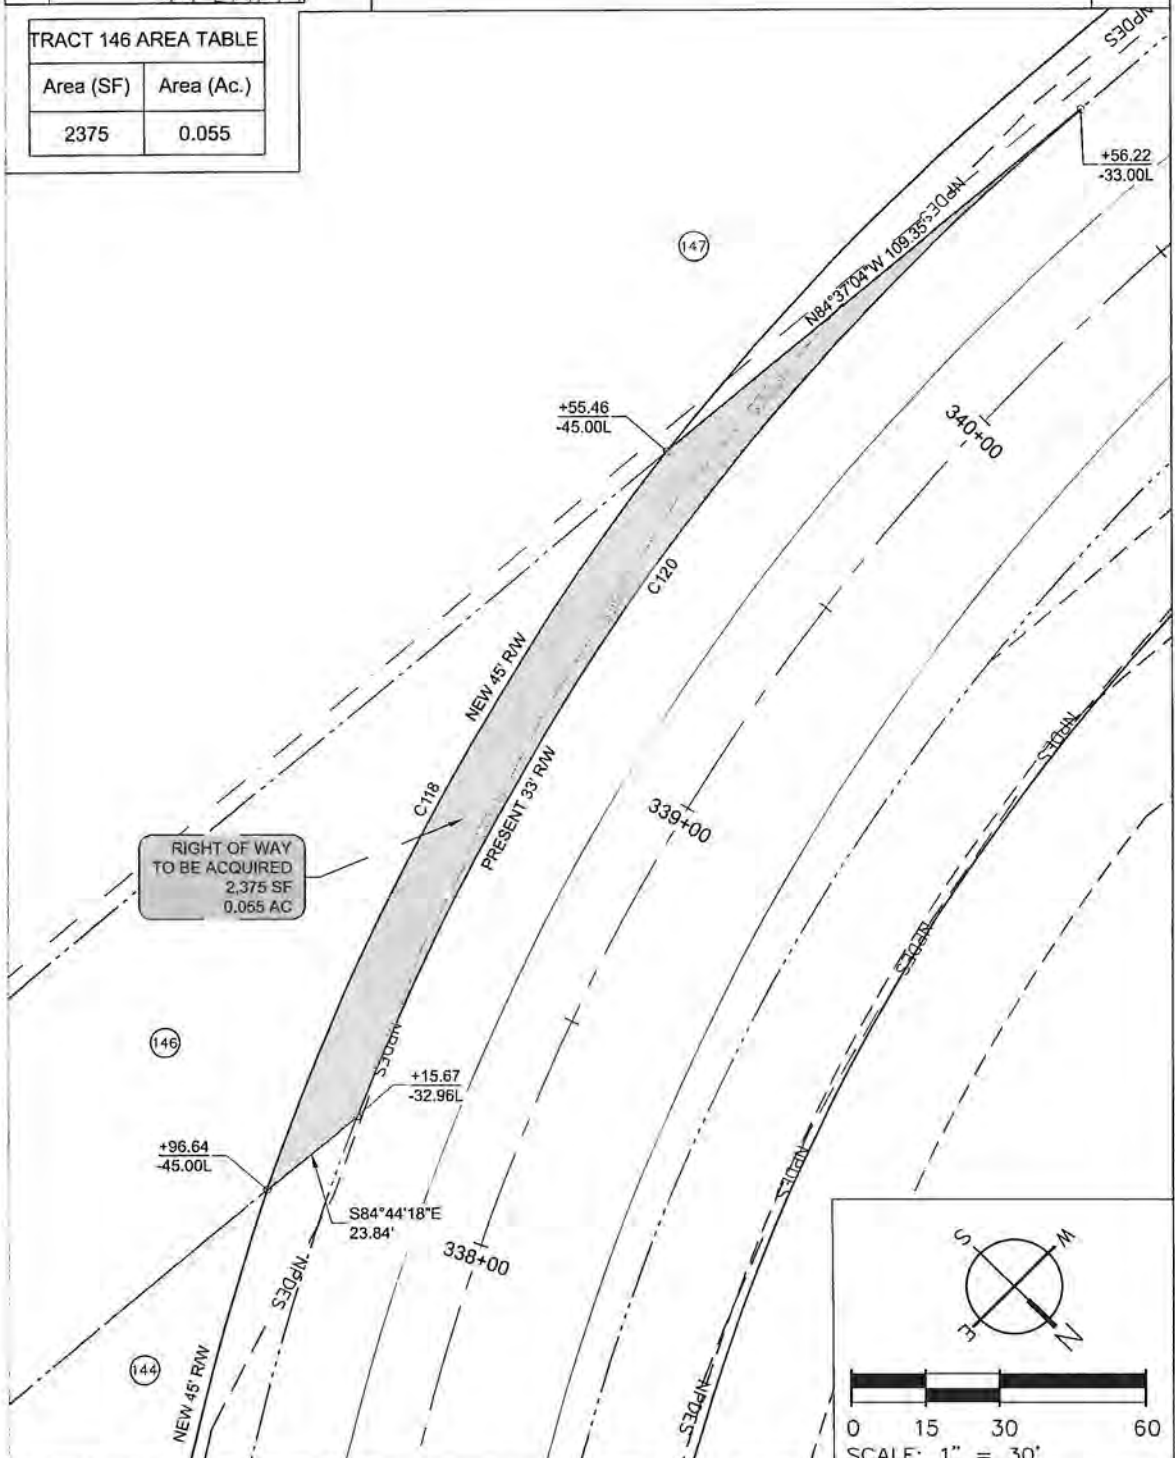 TRACT 146 AREA TABLE
Area (SF) Area (Ac.)
2375 0.055
NPDES
+56.22
-33.00L
NPDES
147
N84°37'04"W 109.35'
+55.46
-45.00L
340+00
C120
NEW 45' R/W
NPDES
C118
PRESENT 33' R/W
339+00
RIGHT OF WAY
TO BE ACQUIRED
2,375 SF
0.055 AC
NPDES
146
NPDES
+15.67
-32.96L
+96.64
-45.00L
NPDES
S84°44'18"E
23.84'
338+00
NPDES
S W
E N
144
NEW 45' R/W
NPDES
0 15 30 60
SCALE: 1" = 30'